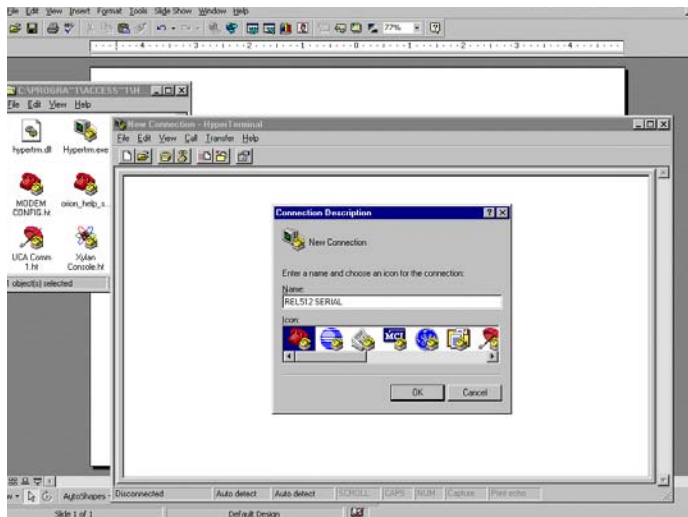 File Edit View Insert Format Tools Slide Show Window Help
77%
C:\PROGRA~1\ACCESS~1\H...
File Edit View Help
hypertrm.dll Hypertrm.exe
MODEM CONFIG.ht orion_help_s...
UCA Comm 1.ht Xylan Console.ht
1 object(s) selected
New Connection - HyperTerminal
File Edit View Call Transfer Help
Connection Description
New Connection
Enter a name and choose an icon for the connection:
Name:
REL512 SERIAL
Icon:
MCI
OK Cancel
Disconnected Auto detect Auto detect SCROLL CAPS NUM Capture Print echo
AutoShapes
Slide 1 of 1 Default Design